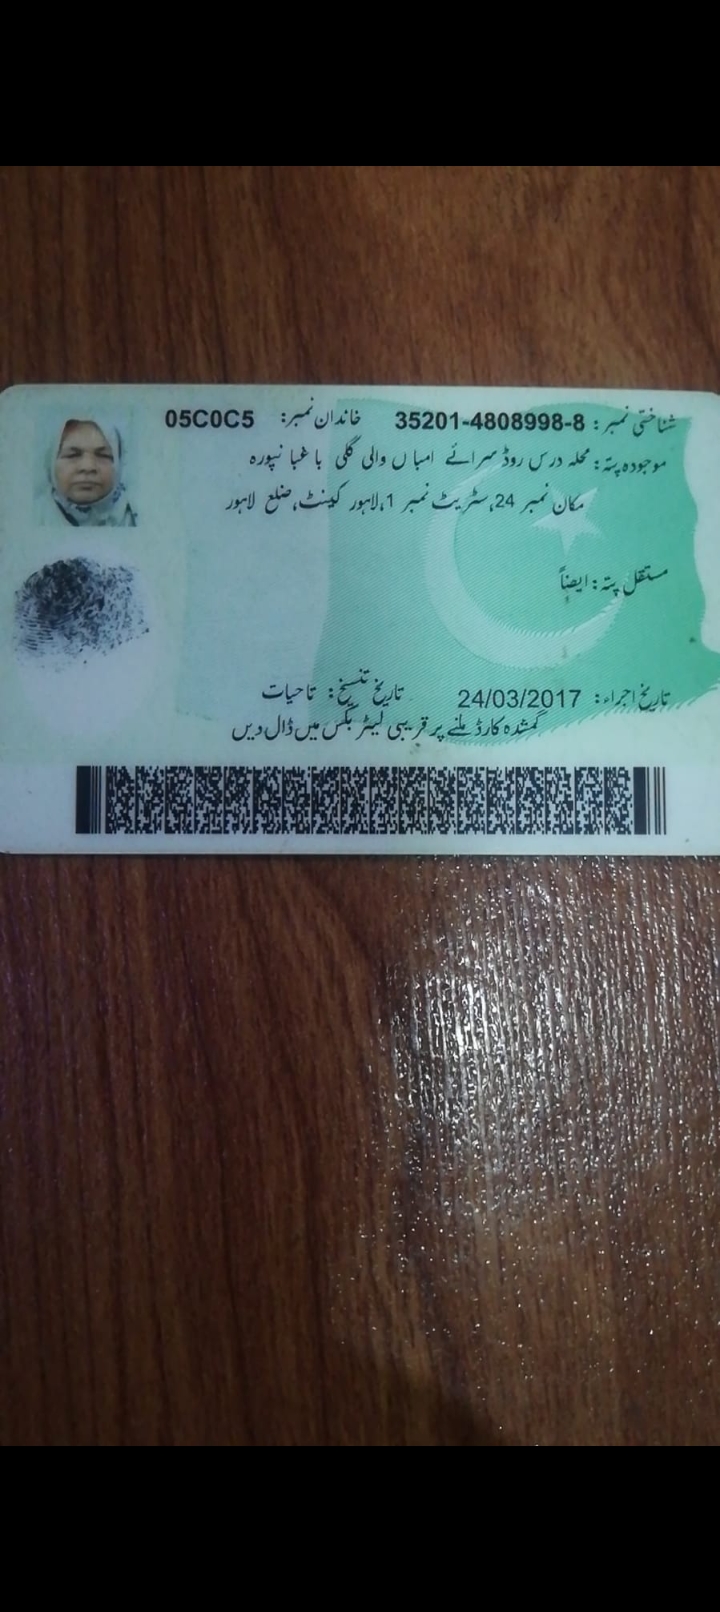 شناختی نمبر: 35201-4808998-8 خاندان نمبر: 05C0C5
موجودہ پتہ: محلہ درس روڈ سرائے امباں والی گلی باغبانپورہ
مکان نمبر 24، سٹریٹ نمبر 1، لاہور کینٹ، ضلع لاہور
مستقل پتہ: ایضاً
تاریخ اجراء: 24/03/2017 تاریخ تنسیخ: تاحیات
گمشدہ کارڈ ملنے پر قریبی لیٹر بکس میں ڈال دیں